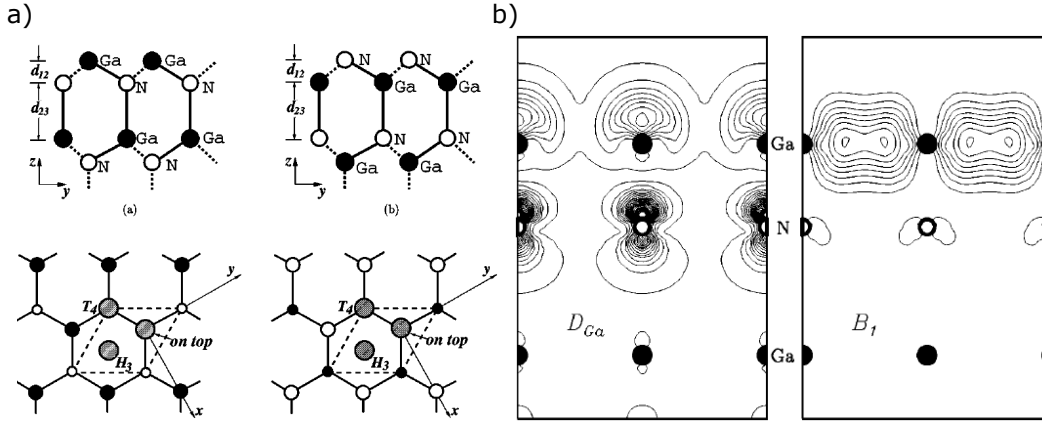 a)
b)
Ga Ga
d12
N N
d23
Ga Ga
z
N N
y
(a)
N N
d12
Ga Ga
d23
N N
z
Ga Ga
y
(b)
y
T4
on top
H3
x
y
T4
on top
H3
x
Ga
N
DGa
B1
Ga